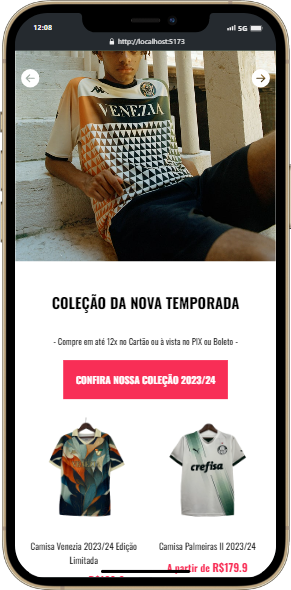 12:08
5G
http://localhost:5173
VENEZIA
COLEÇÃO DA NOVA TEMPORADA
- Compre em até 12x no Cartão ou à vista no PIX ou Boleto -
CONFIRA NOSSA COLEÇÃO 2023/24
crefisa
Camisa Venezia 2023/24 Edição
Limitada
Camisa Palmeiras II 2023/24
A partir de R$179.9